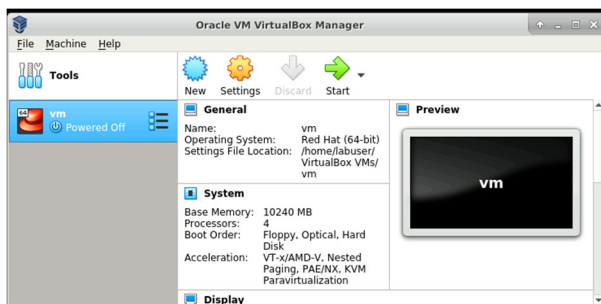 Oracle VM VirtualBox Manager
File Machine Help
Tools
New Settings Discard Start
64
vm
Powered Off
General
Name: vm
Operating System: Red Hat (64-bit)
Settings File Location: /home/labuser/
VirtualBox VMs/
vm
System
Base Memory: 10240 MB
Processors: 4
Boot Order: Floppy, Optical, Hard
Disk
Acceleration: VT-x/AMD-V, Nested
Paging, PAE/NX, KVM
Paravirtualization
Display
Preview
vm